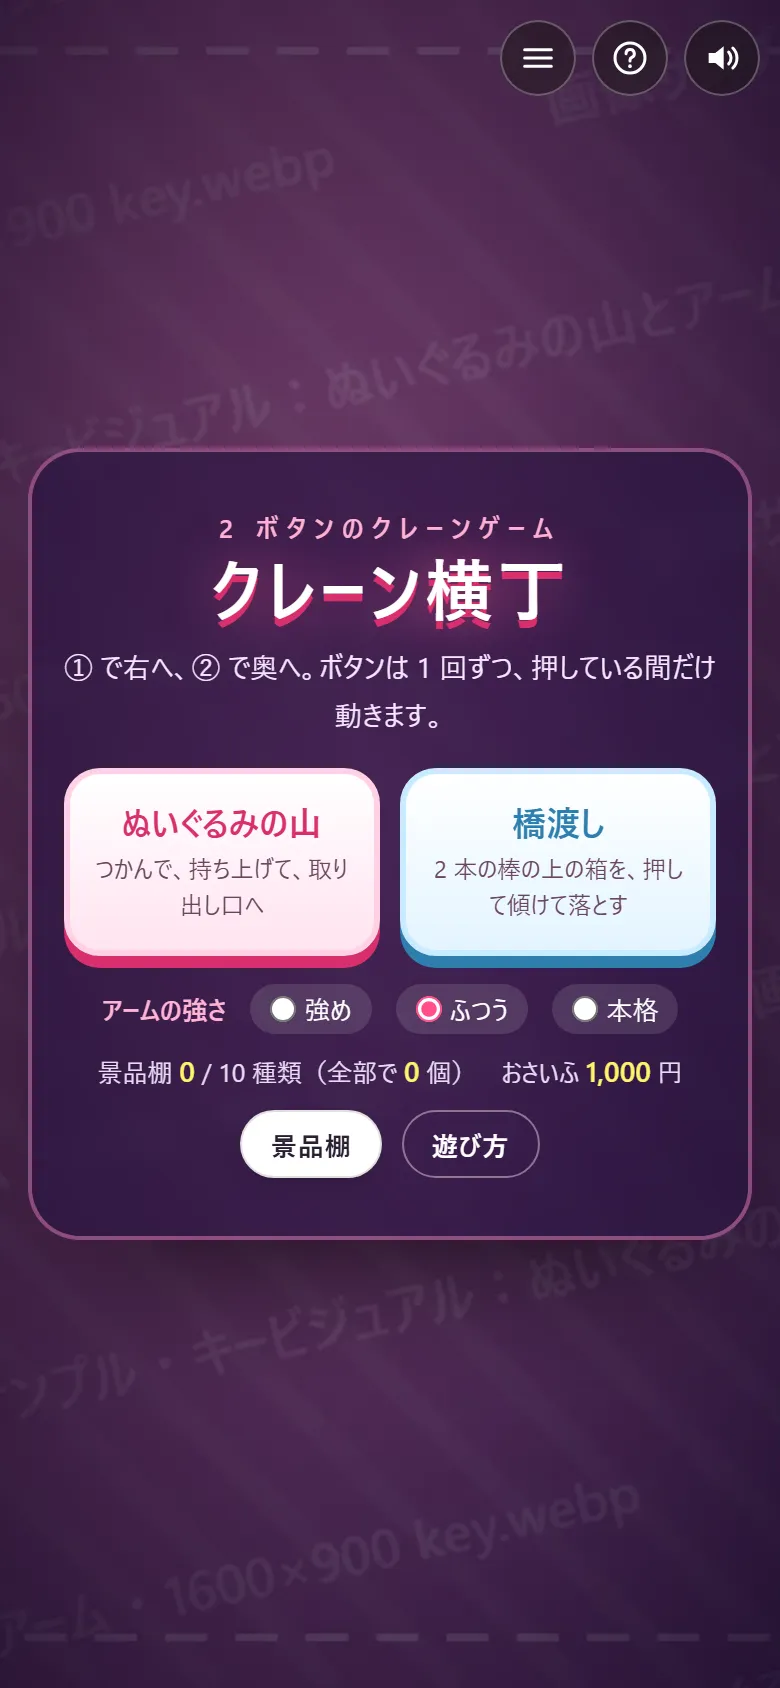 900 key.webp
キービジュアル：ぬいぐるみの山とアーム
2 ボタンのクレーンゲーム
クレーン横丁
① で右へ、② で奥へ。ボタンは 1 回ずつ、押している間だけ
動きます。
ぬいぐるみの山
つかんで、持ち上げて、取り
出し口へ
橋渡し
2 本の棒の上の箱を、押し
て傾けて落とす
アームの強さ
強め
ふつう
本格
景品棚 0 / 10 種類（全部で 0 個）
おさいふ 1,000 円
景品棚
遊び方
ンプル・キービジュアル：ぬいぐるみの
アーム・1600×900 key.webp